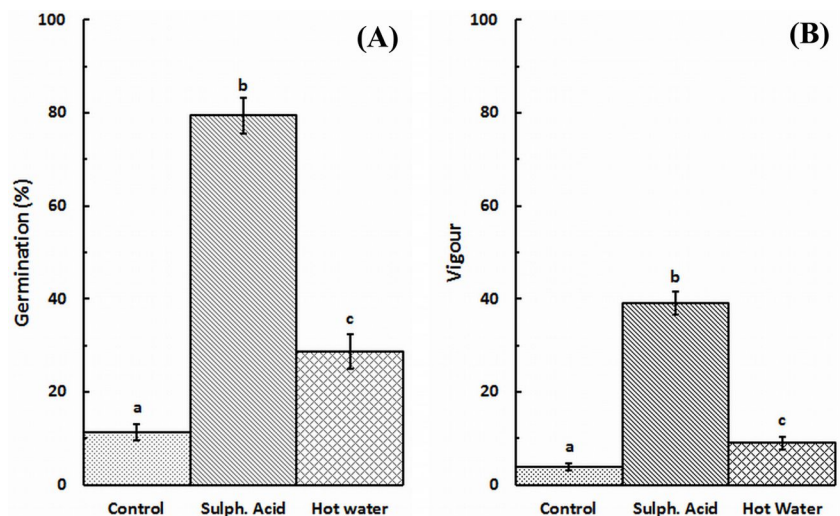 (A)
Germination (%)
100
80
60
40
20
0
a
b
c
Control Sulph. Acid Hot water
(B)
Vigour
100
80
60
40
20
0
a
b
c
Control Sulph. Acid Hot Water